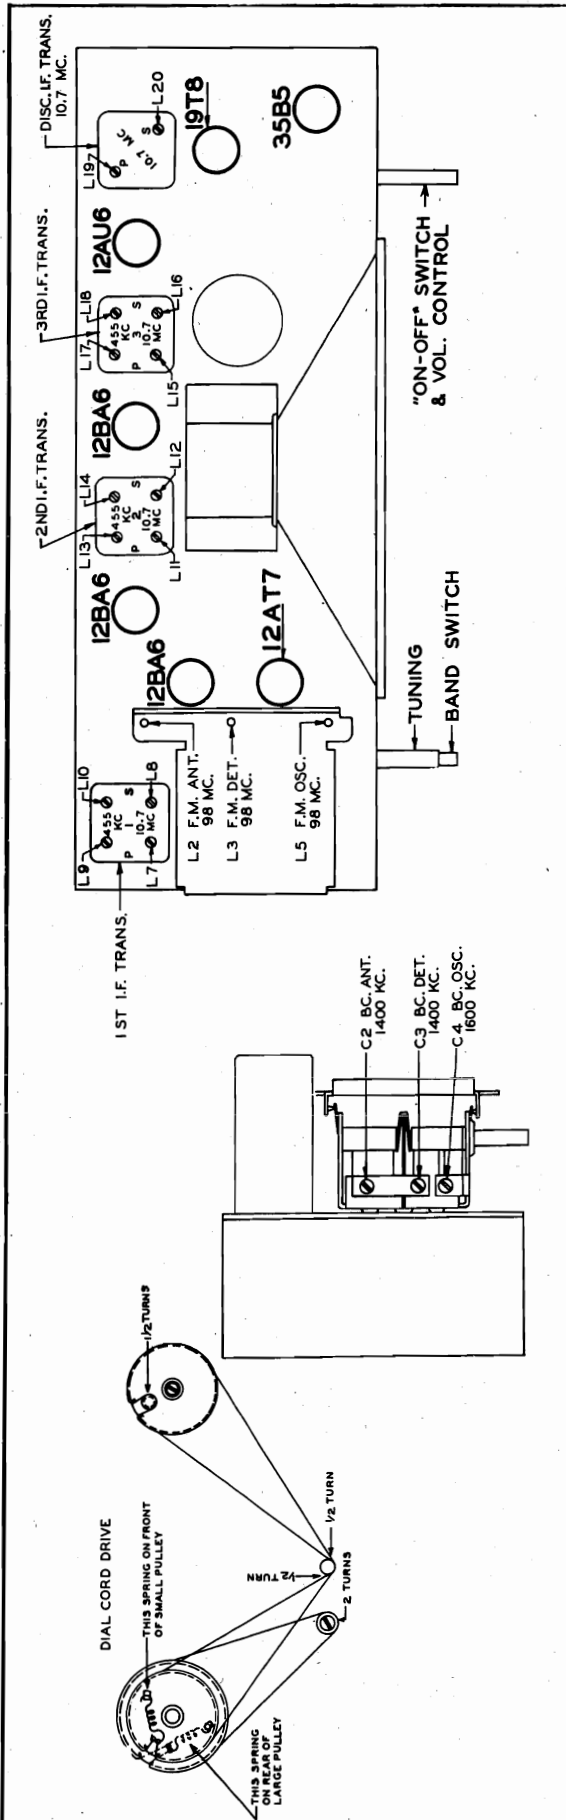 DIAL CORD DRIVE
THIS SPRING ON FRONT
OF SMALL PULLEY
THIS SPRING
ON REAR OF
LARGE PULLEY
1/2 TURN
1/2 TURN
2 TURNS
1/2 TURNS
C2 BC. ANT.
1400 KC.
C3 BC. DET.
1400 KC.
C4 BC. OSC.
1600 KC.
1 ST I.F. TRANS.
L9
L10
455
KC
1
10.7
MC
P
S
L7
L8
L2 F.M. ANT.
98 MC.
L3 F.M. DET.
98 MC.
L5 F.M. OSC.
98 MC.
12BA6
12AT7
12BA6
2ND I.F. TRANS.
L13
L14
455
KC
2
10.7
MC
P
S
L11
L12
12BA6
3RD I.F. TRANS.
L17
L18
455
KC
3
10.7
MC
P
S
L15
L16
12AU6
DISC. I.F. TRANS.
10.7 MC.
L19
P
S
10.7 MC
L20
19T8
35B5
TUNING
BAND SWITCH
"ON-OFF" SWITCH
& VOL. CONTROL